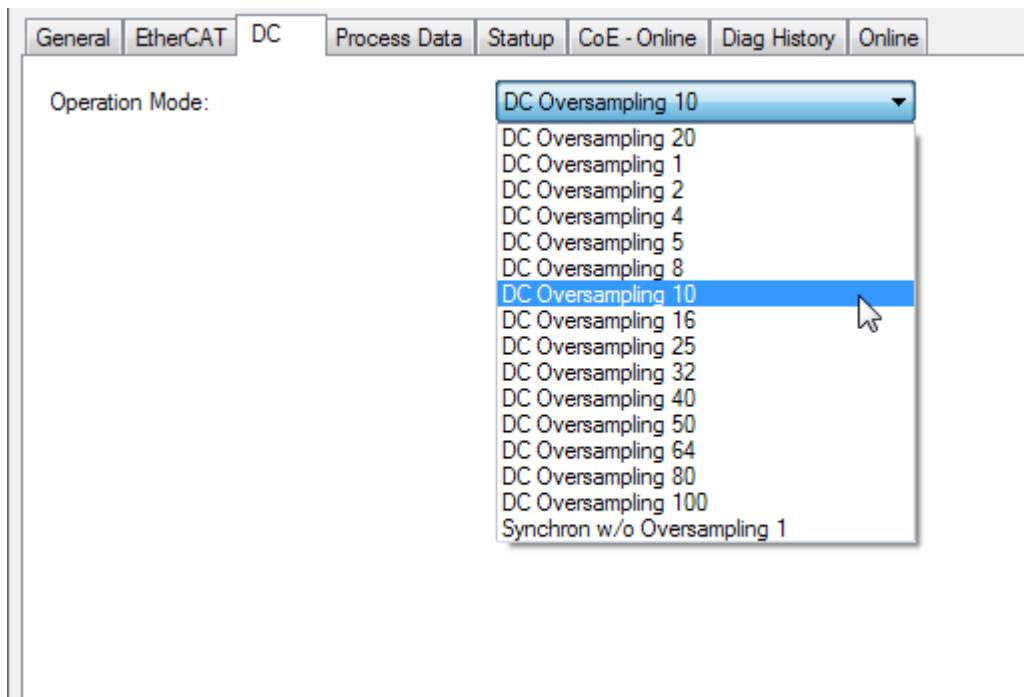 General EtherCAT DC Process Data Startup CoE - Online Diag History Online
Operation Mode: DC Oversampling 10
DC Oversampling 20
DC Oversampling 1
DC Oversampling 2
DC Oversampling 4
DC Oversampling 5
DC Oversampling 8
DC Oversampling 10
DC Oversampling 16
DC Oversampling 25
DC Oversampling 32
DC Oversampling 40
DC Oversampling 50
DC Oversampling 64
DC Oversampling 80
DC Oversampling 100
Synchron w/o Oversampling 1